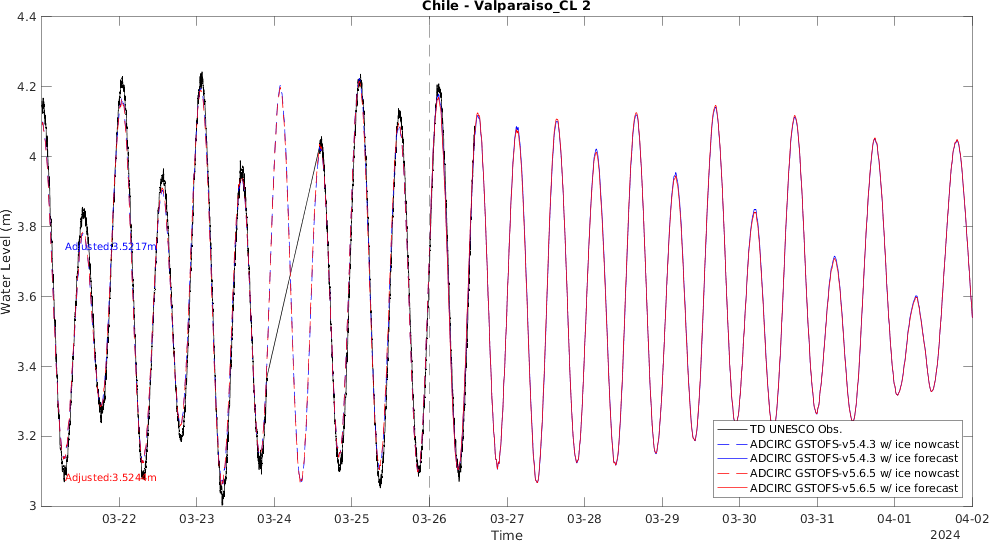 Chile - Valparaiso_CL 2
4.4
4.2
4
3.8
3.6
3.4
3.2
3
Water Level (m)
Adjusted:3.5217m
Adjusted:3.5244m
TD UNESCO Obs.
ADCIRC GSTOFS-v5.4.3 w/ ice nowcast
ADCIRC GSTOFS-v5.4.3 w/ ice forecast
ADCIRC GSTOFS-v5.6.5 w/ ice nowcast
ADCIRC GSTOFS-v5.6.5 w/ ice forecast
03-22 03-23 03-24 03-25 03-26 03-27 03-28 03-29 03-30 03-31 04-01 04-02
Time
2024